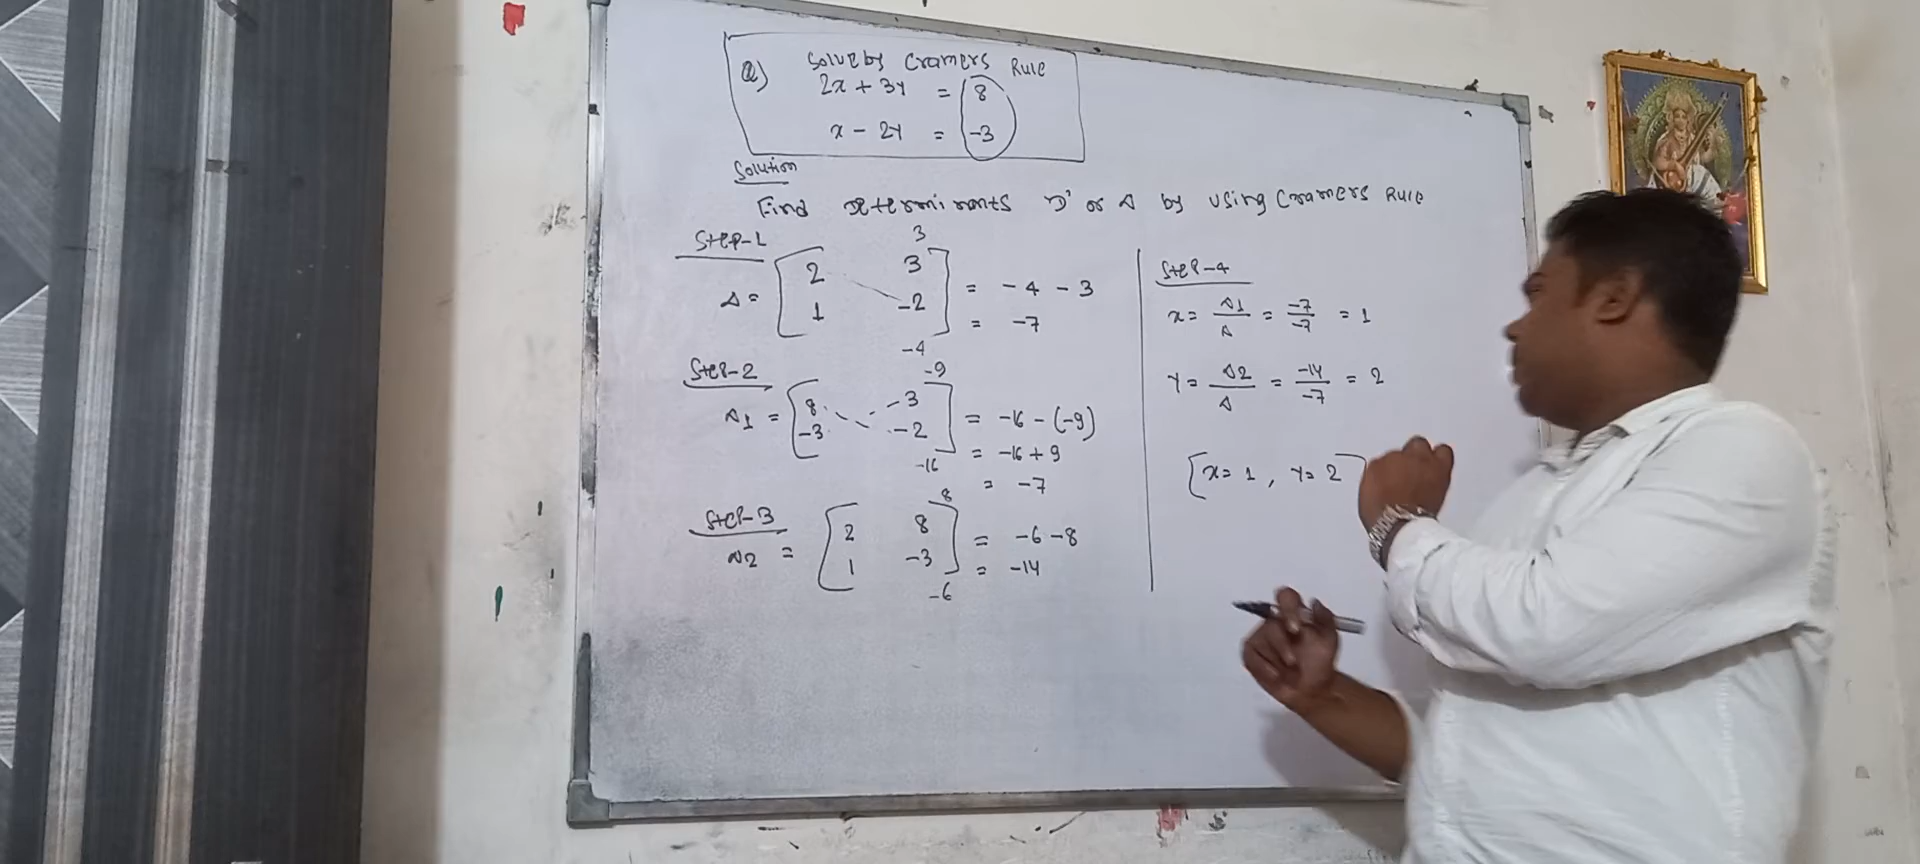 Q) Solve by Cramers Rule
2x + 3y = 8
x - 2y = -3
Solution
Find Determinants D' or Δ by using Cramers Rule
Step-1
3
Δ = [2 3
1 -2] = -4 - 3
= -7
-4
Step-2
-9
Δ1 = [8 3
-3 -2] = -16 - (-9)
-16 = -16 + 9
= -7
Step-3
8
Δ2 = [2 8
1 -3] = -6 - 8
= -14
-6
Step-4
x = Δ1/Δ = -7/-7 = 1
y = Δ2/Δ = -14/-7 = 2
[x = 1, y = 2]